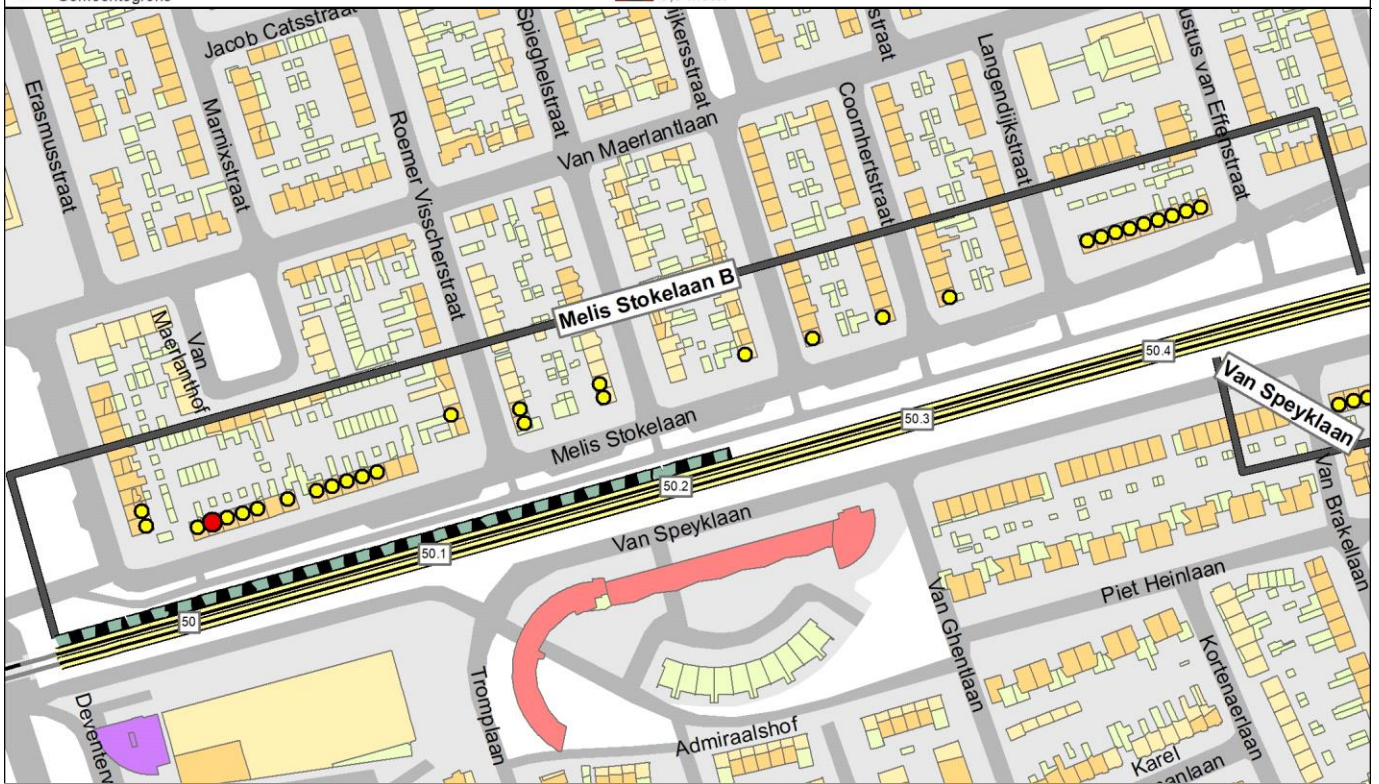 Jacob Catsstraat
Erasmusstraat
Marnixstraat
Roemer Visscherstraat
Spieghelstraat
Van Maerlantlaan
Coornhertstraat
straat
Langendijkstraat
Van
Maerlanthof
Melis Stokelaan B
Melis Stokelaan
50.4
50.3
50.2
50.1
50
Van Speyklaan
Van Speyklaan
Van Brakellaan
Van Ghentlaan
Piet Heinlaan
Kortenaerlaan
Tromplaan
Admiraalshof
Karel